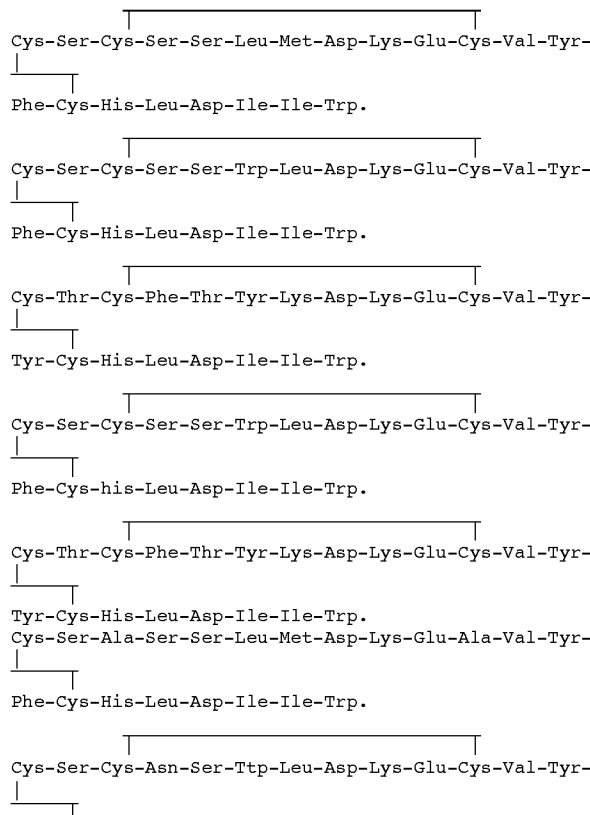 Cys-Ser-Cys-Ser-Ser-Leu-Met-Asp-Lys-Glu-Cys-Val-Tyr-
Phe-Cys-His-Leu-Asp-Ile-Ile-Trp.
Cys-Ser-Cys-Ser-Ser-Trp-Leu-Asp-Lys-Glu-Cys-Val-Tyr-
Phe-Cys-His-Leu-Asp-Ile-Ile-Trp.
Cys-Thr-Cys-Phe-Thr-Tyr-Lys-Asp-Lys-Glu-Cys-Val-Tyr-
Tyr-Cys-His-Leu-Asp-Ile-Ile-Trp.
Cys-Ser-Cys-Ser-Ser-Trp-Leu-Asp-Lys-Glu-Cys-Val-Tyr-
Phe-Cys-his-Leu-Asp-Ile-Ile-Trp.
Cys-Thr-Cys-Phe-Thr-Tyr-Lys-Asp-Lys-Glu-Cys-Val-Tyr-
Tyr-Cys-His-Leu-Asp-Ile-Ile-Trp.
Cys-Ser-Ala-Ser-Ser-Leu-Met-Asp-Lys-Glu-Ala-Val-Tyr-
Phe-Cys-His-Leu-Asp-Ile-Ile-Trp.
Cys-Ser-Cys-Asn-Ser-Ttp-Leu-Asp-Lys-Glu-Cys-Val-Tyr-